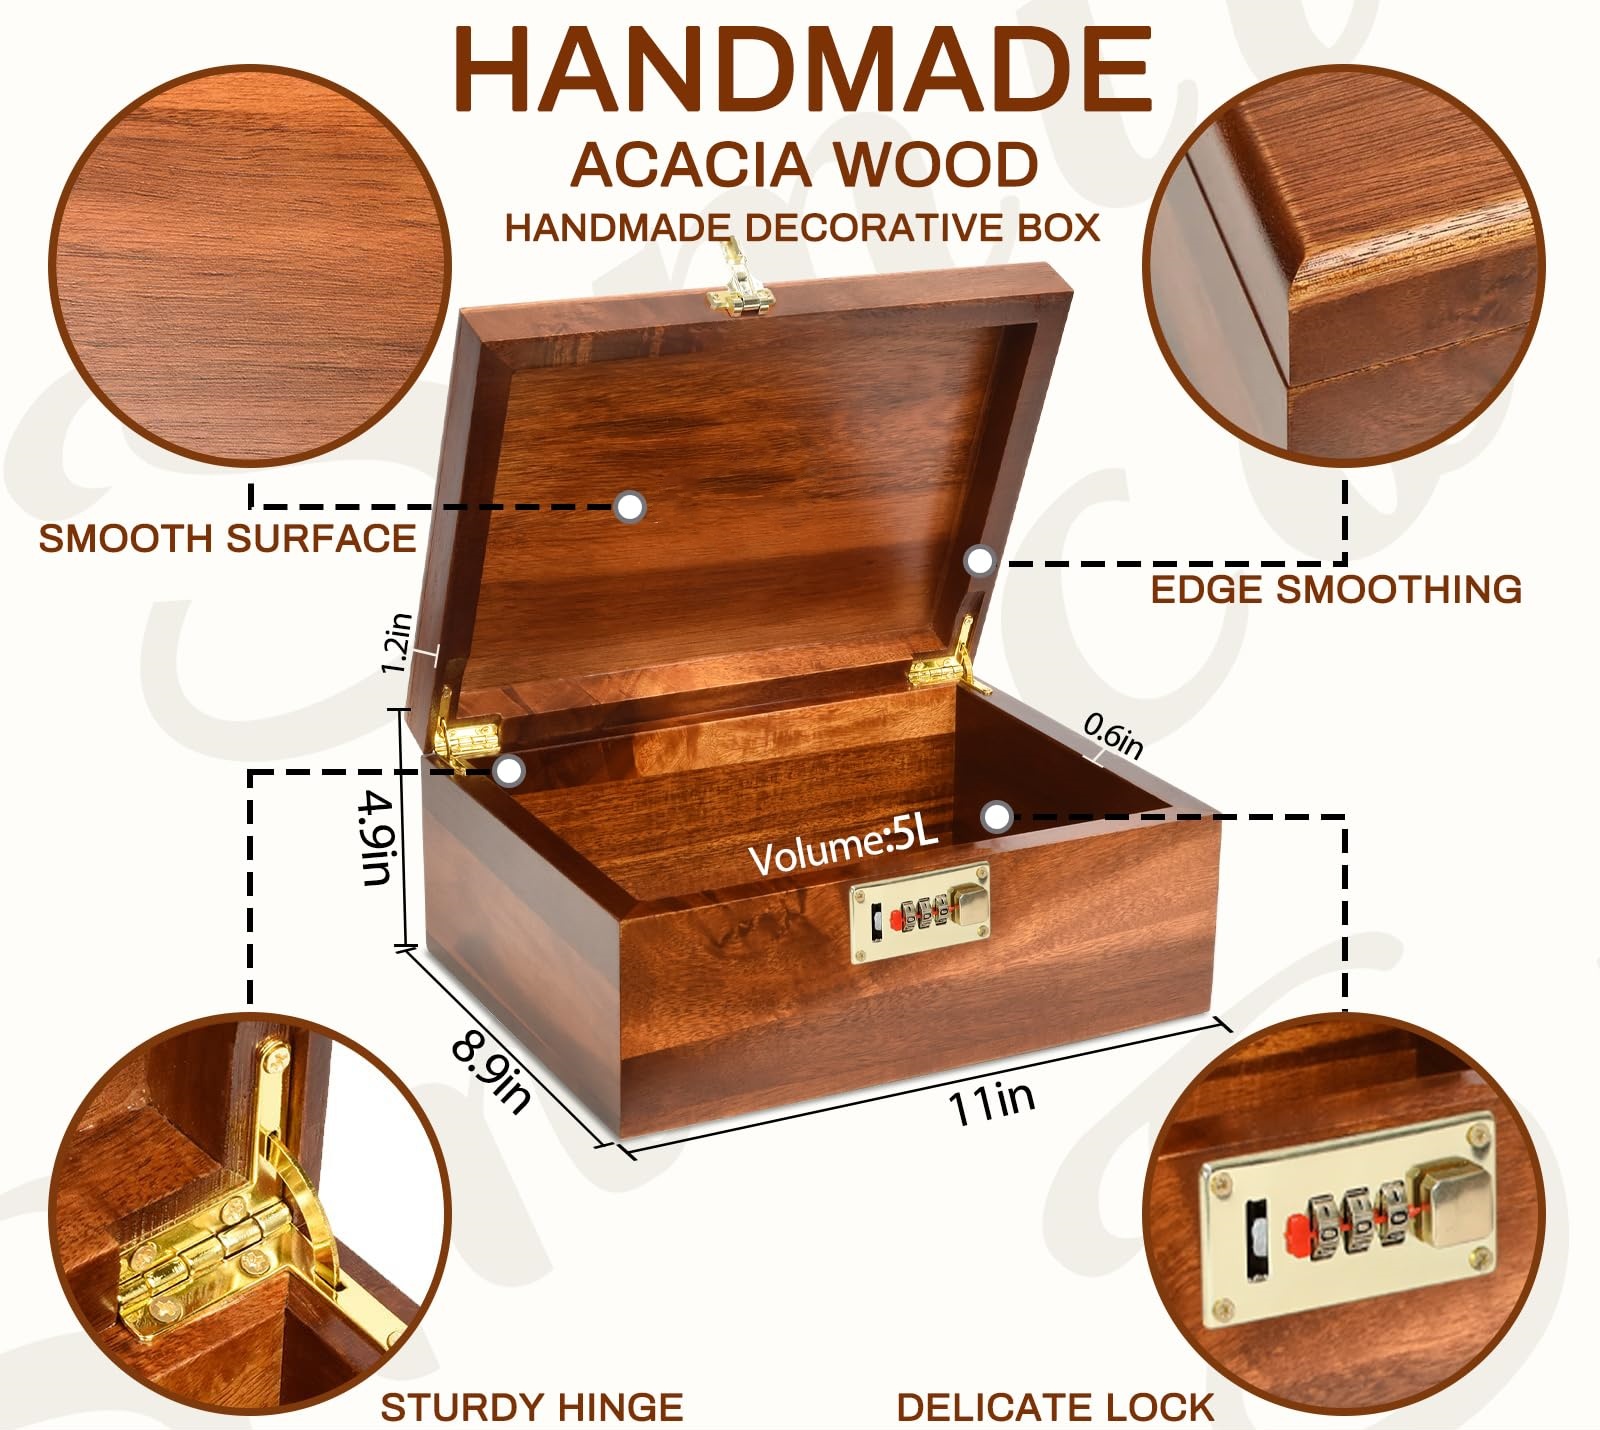 HANDMADE
ACACIA WOOD
HANDMADE DECORATIVE BOX
SMOOTH SURFACE
EDGE SMOOTHING
1.2in
0.6in
4.9in
Volume:5L
8.9in
11in
STURDY HINGE
DELICATE LOCK